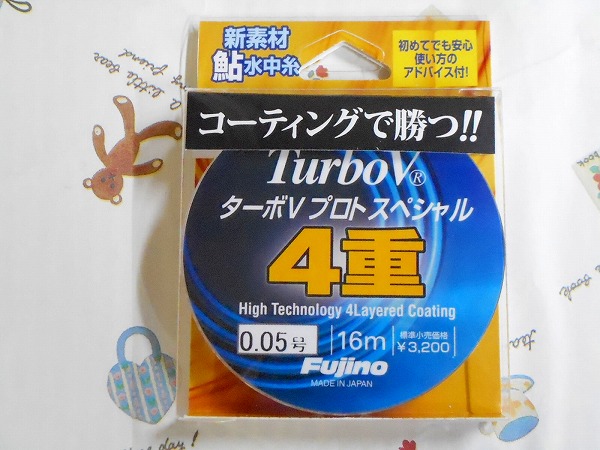 新素材
鮎水中糸
初めてでも安心
使い方の
アドバイス付!
コーティングで勝つ!!
TurboV®
ターボV プロト スペシャル
4重
High Technology 4Layered Coating
0.05号
16m
標準小売価格
¥3,200
Fujino
MADE IN JAPAN